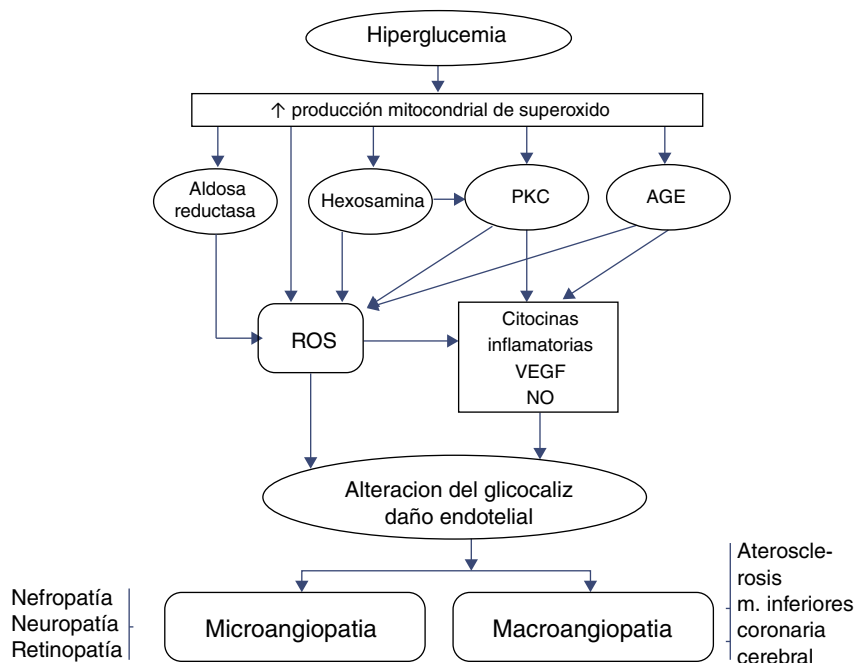 Hiperglucemia
↑ producción mitocondrial de superoxido
Aldosa
reductasa
Hexosamina
PKC
AGE
ROS
Citocinas
inflamatorias
VEGF
NO
Alteracion del glicocaliz
daño endotelial
Nefropatía
Neuropatía
Retinopatía
Microangiopatia
Macroangiopatia
Ateroscle-
rosis
m. inferiores
coronaria
cerebral